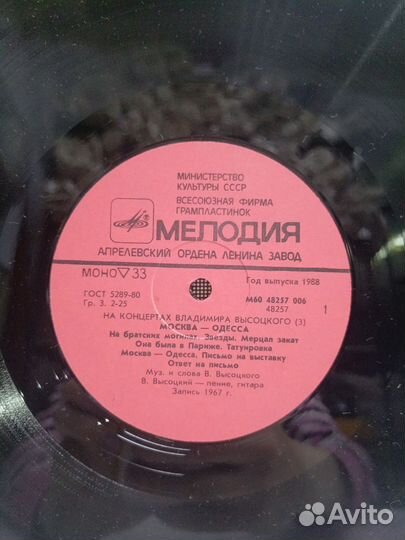 МИНИСТЕРСТВО
КУЛЬТУРЫ СССР
ВСЕСОЮЗНАЯ ФИРМА
ГРАМПЛАСТИНОК
МЕЛОДИЯ
АПРЕЛЕВСКИЙ ОРДЕНА ЛЕНИНА ЗАВОД
МОНО 33
Год выпуска 1988
ГОСТ 5289-80
М60 48257 006
Гр. 3. 2-25
48257
1
НА КОНЦЕРТАХ ВЛАДИМИРА ВЫСОЦКОГО (3)
МОСКВА — ОДЕССА
На братских могилах. Звезды. Мерцал закат
Она была в Париже. Татуировка
Москва — Одесса. Письмо на выставку
Ответ на письмо
Муз. и слова В. Высоцкого
В. Высоцкий — пение, гитара
Запись 1967 г.
Avito